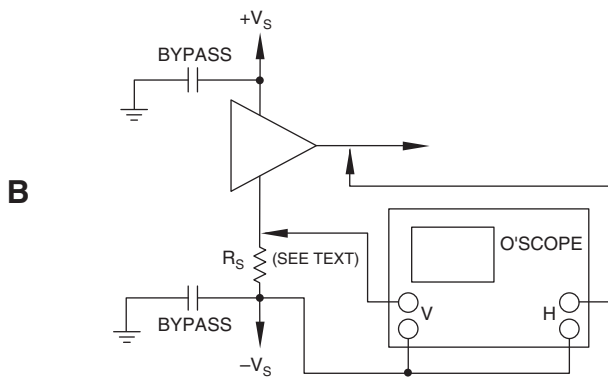 +VS
BYPASS
B
O'SCOPE
RS (SEE TEXT)
V H
BYPASS
–VS